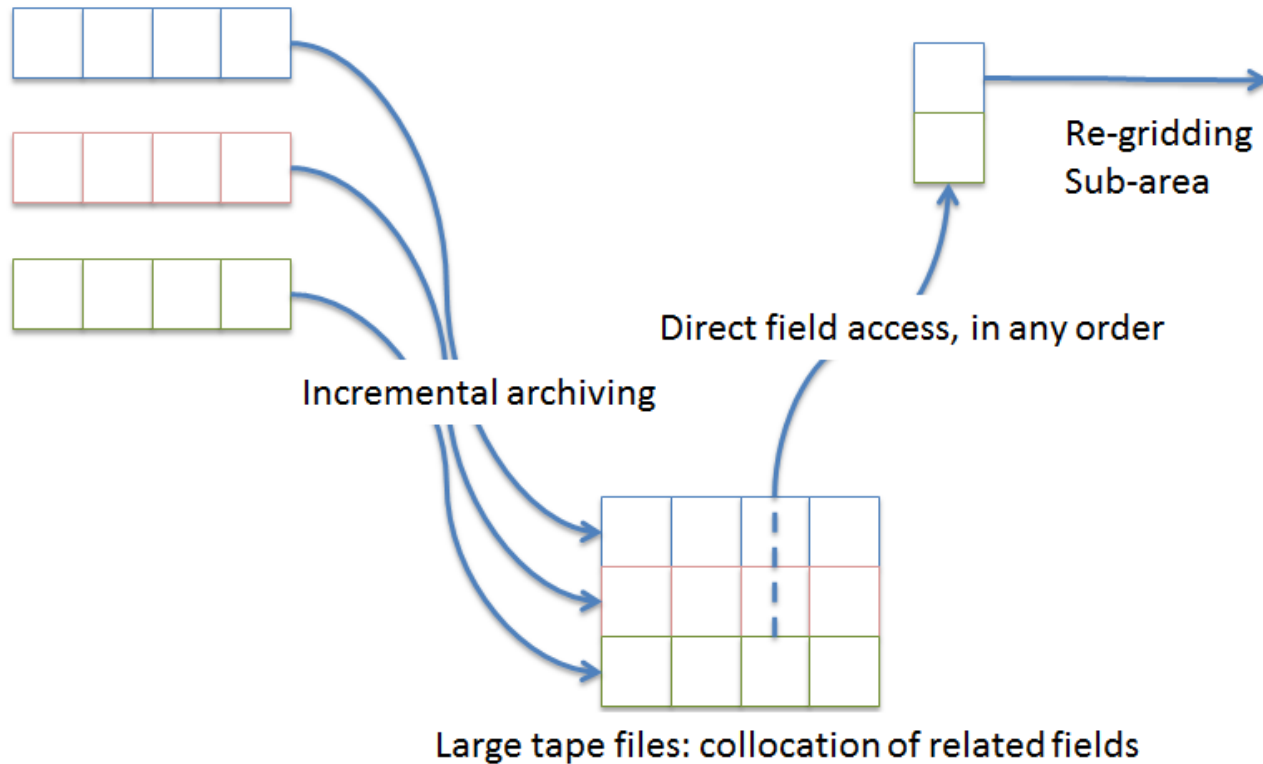 Re-gridding
Sub-area
Direct field access, in any order
Incremental archiving
Large tape files: collocation of related fields